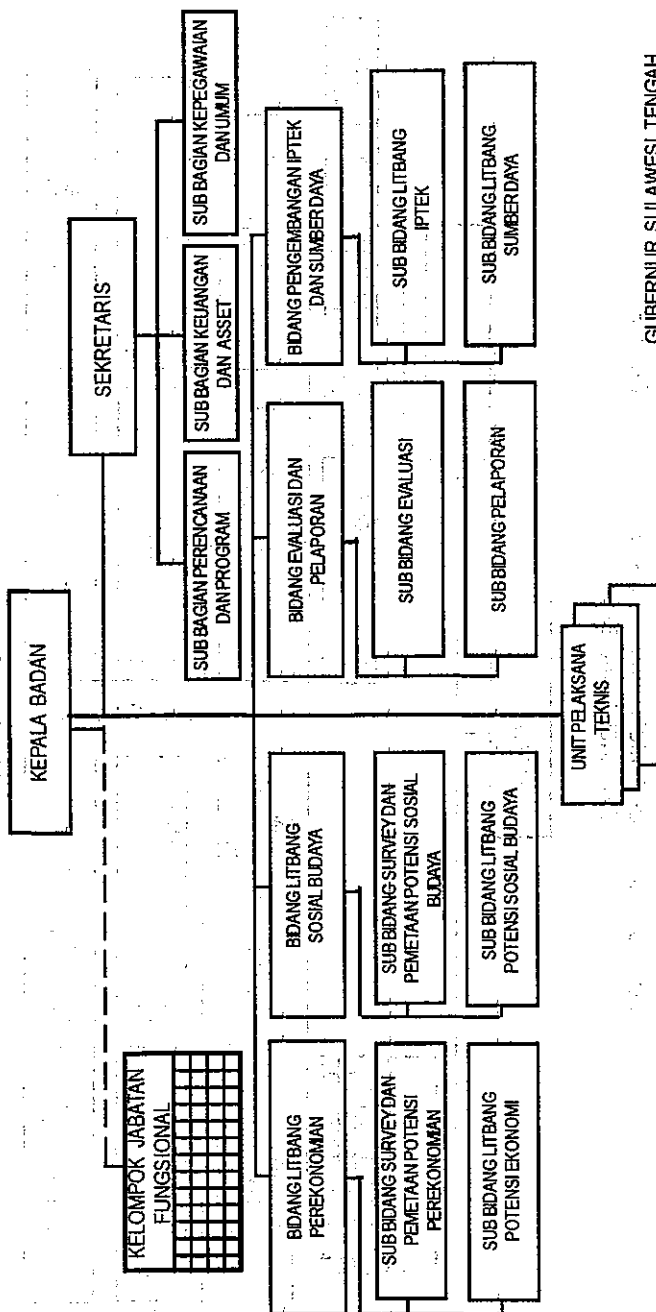 KEPALA BADAN
KELOMPOK JABATAN
FUNGSIONAL
SEKRETARIS
SUB BAGIAN PERENCANAAN
DAN PROGRAM
SUB BAGIAN KEUANGAN
DAN ASSET
SUB BAGIAN KEPEGAWAIAN
DAN UMUM
BIDANG LITBANG
PEREKONOMIAN
BIDANG LITBANG
SOSIAL BUDAYA
BIDANG EVALUASI DAN
PELAPORAN
BIDANG PENGEMBANGAN IPTEK
DAN SUMBER DAYA
SUB BIDANG SURVEY DAN
PEMETAAN POTENSI
PEREKONOMIAN
SUB BIDANG SURVEY DAN
PEMETAAN POTENSI SOSIAL
BUDAYA
SUB BIDANG EVALUASI
SUB BIDANG LITBANG
IPTEK
SUB BIDANG LITBANG
POTENSI EKONOMI
SUB BIDANG LITBANG
POTENSI SOSIAL BUDAYA
SUB BIDANG PELAPORAN
SUB BIDANG LITBANG
SUMBER DAYA
UNIT PELAKSANA
TEKNIS
GUBERNUR SULAWESI TENGAH